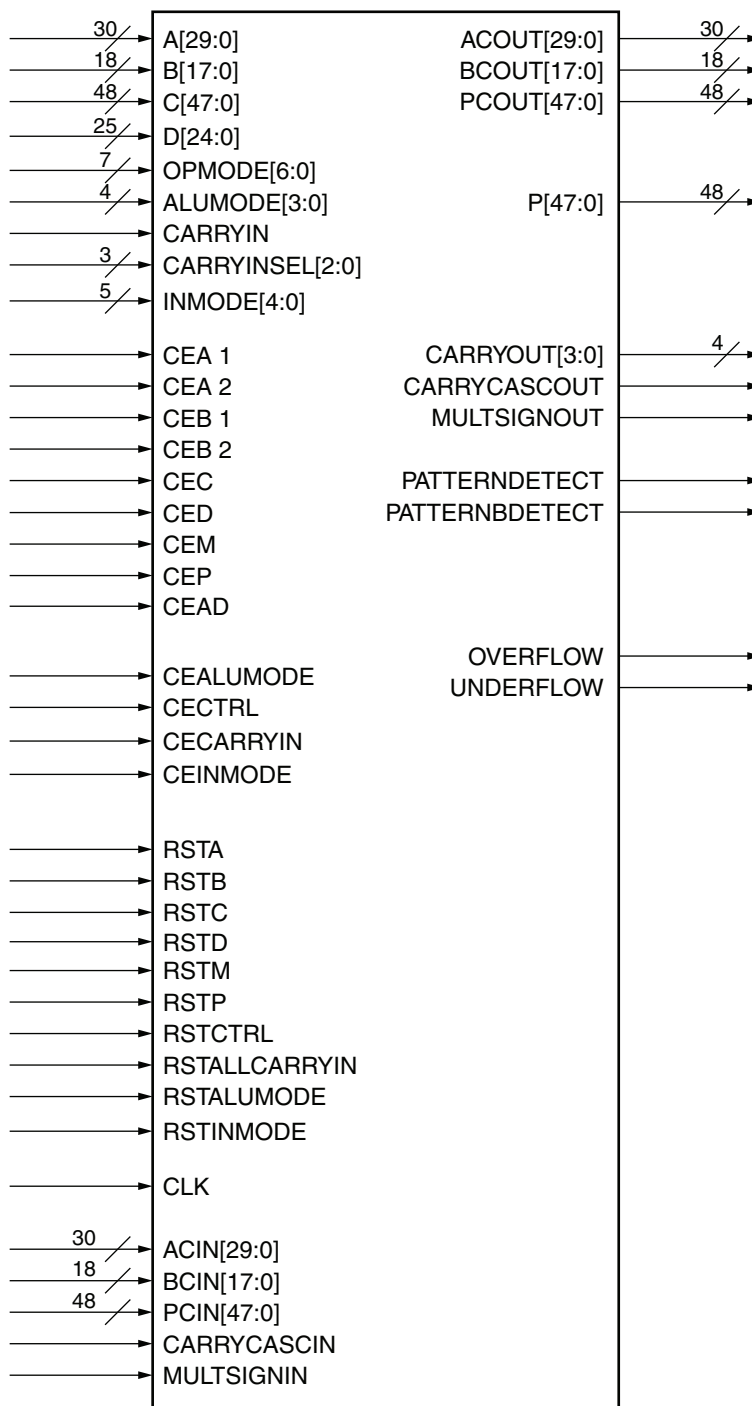 30 A[29:0] ACOUT[29:0] 30
18 B[17:0] BCOUT[17:0] 18
48 C[47:0] PCOUT[47:0] 48
25 D[24:0]
7 OPMODE[6:0]
4 ALUMODE[3:0] P[47:0] 48
CARRYIN
3 CARRYINSEL[2:0]
5 INMODE[4:0]
CEA 1 CARRYOUT[3:0] 4
CEA 2 CARRYCASCOUT
CEB 1 MULTSIGNOUT
CEB 2
CEC PATTERNDETECT
CED PATTERNBDETECT
CEM
CEP
CEAD
OVERFLOW
CEALUMODE UNDERFLOW
CECTRL
CECARRYIN
CEINMODE
RSTA
RSTB
RSTC
RSTD
RSTM
RSTP
RSTCTRL
RSTALLCARRYIN
RSTALUMODE
RSTINMODE
CLK
30 ACIN[29:0]
18 BCIN[17:0]
48 PCIN[47:0]
CARRYCASCIN
MULTSIGNIN